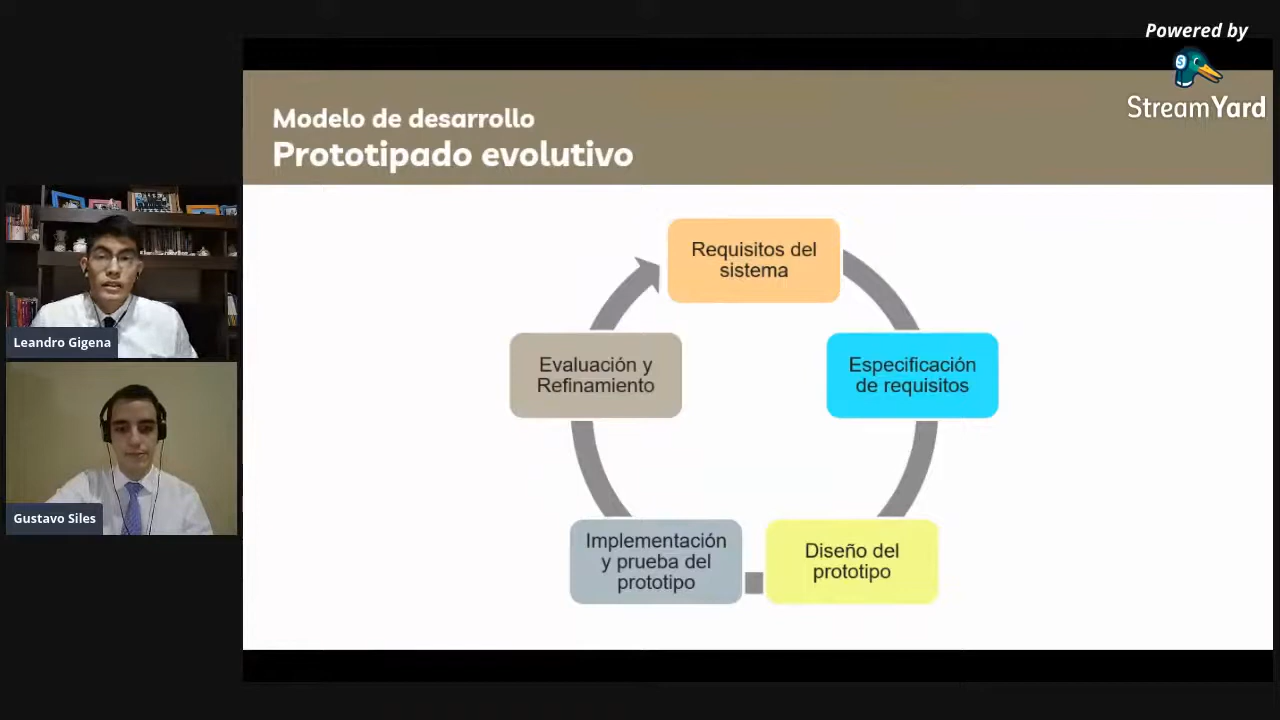 Powered by
StreamYard
Modelo de desarrollo
Prototipado evolutivo
Requisitos del
sistema
Especificación
de requisitos
Diseño del
prototipo
Implementación
y prueba del
prototipo
Evaluación y
Refinamiento
Leandro Gigena
Gustavo Siles